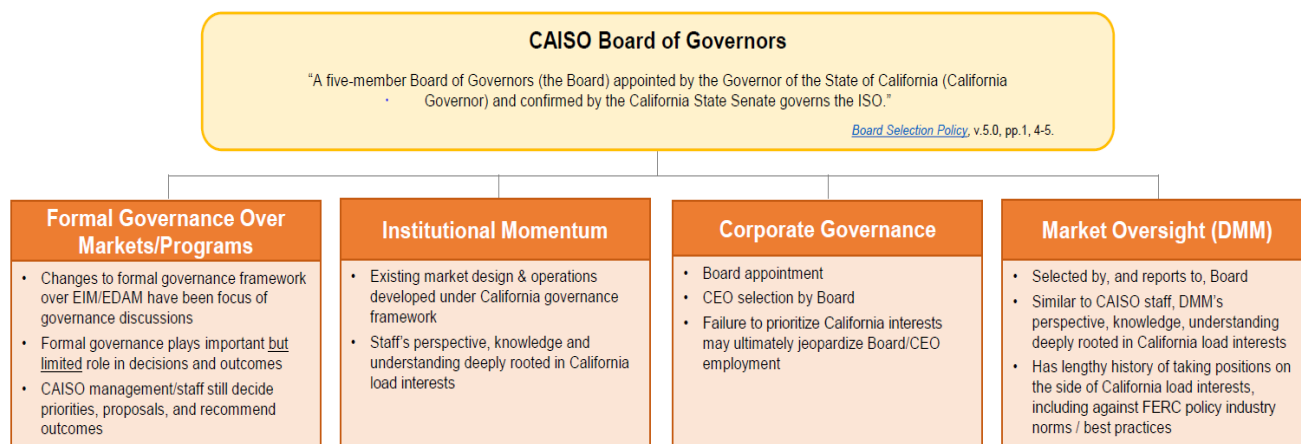 CAISO Board of Governors
“A five-member Board of Governors (the Board) appointed by the Governor of the State of California (California
Governor) and confirmed by the California State Senate governs the ISO.”
Board Selection Policy, v.5.0, pp.1, 4-5.
Formal Governance Over
Markets/Programs
• Changes to formal governance framework
over EIM/EDAM have been focus of
governance discussions
• Formal governance plays important but
limited role in decisions and outcomes
• CAISO management/staff still decide
priorities, proposals, and recommend
outcomes
Institutional Momentum
• Existing market design & operations
developed under California governance
framework
• Staff’s perspective, knowledge and
understanding deeply rooted in California
load interests
Corporate Governance
• Board appointment
• CEO selection by Board
• Failure to prioritize California interests
may ultimately jeopardize Board/CEO
employment
Market Oversight (DMM)
• Selected by, and reports to, Board
• Similar to CAISO staff, DMM’s
perspective, knowledge, understanding
deeply rooted in California load interests
• Has lengthy history of taking positions on
the side of California load interests,
including against FERC policy industry
norms / best practices